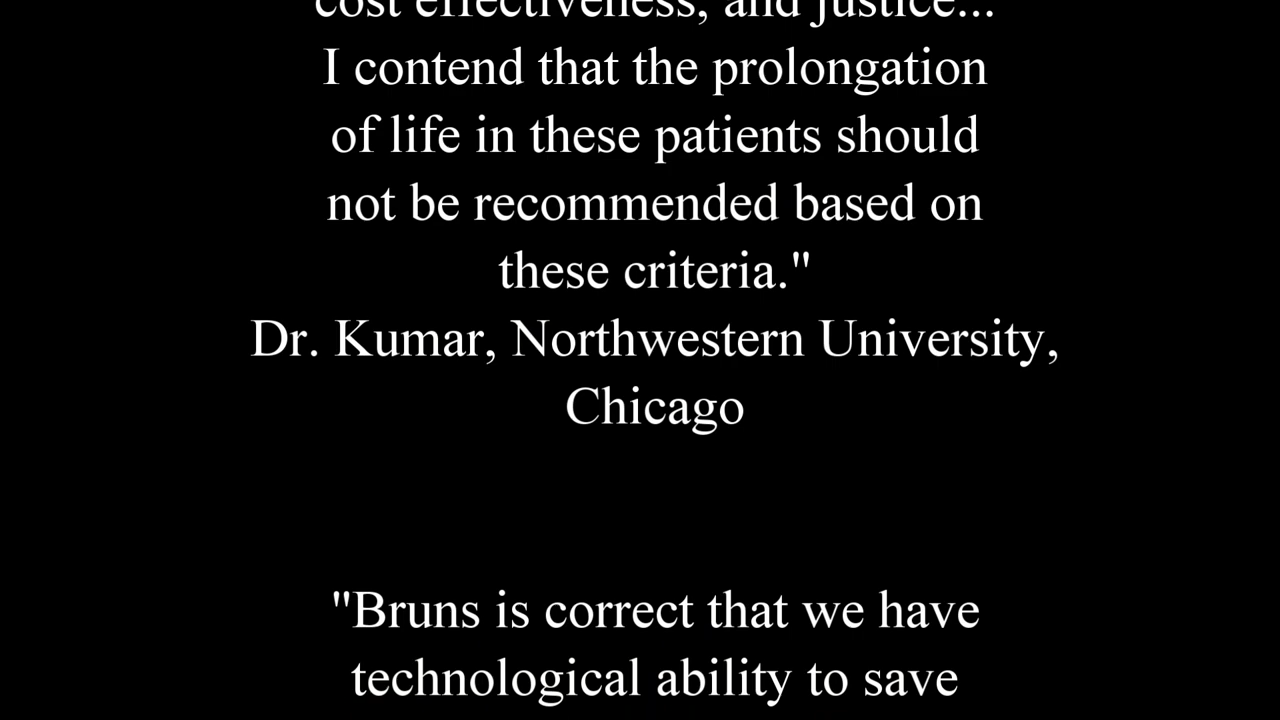 cost effectiveness, and justice...
I contend that the prolongation
of life in these patients should
not be recommended based on
these criteria."
Dr. Kumar, Northwestern University,
Chicago
"Bruns is correct that we have
technological ability to save